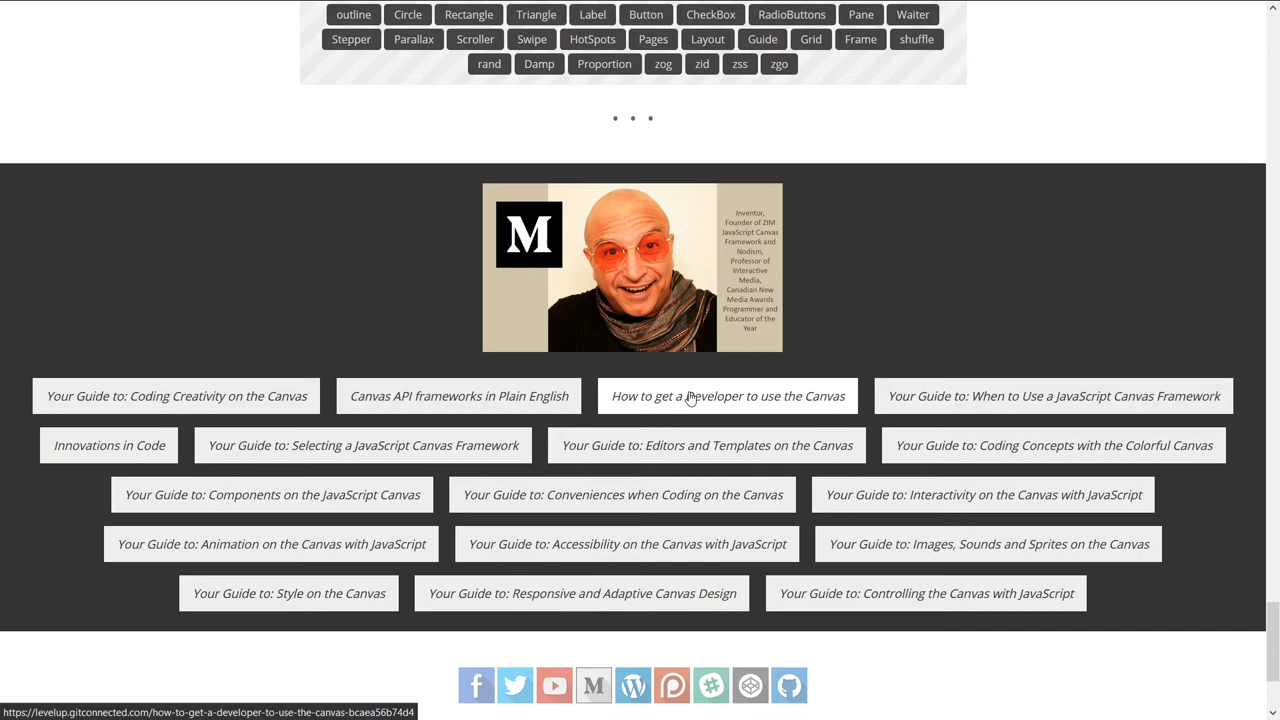 outline Circle Rectangle Triangle Label Button CheckBox RadioButtons Pane Waiter
Stepper Parallax Scroller Swipe HotSpots Pages Layout Guide Grid Frame shuffle
rand Damp Proportion zog zid zss zgo
M
Inventor,
Founder of ZIM
JavaScript Canvas
Framework and
Nodism,
Professor of
Interactive
Media,
Canadian New
Media Awards
Programmer and
Educator of the
Year
Your Guide to: Coding Creativity on the Canvas
Canvas API frameworks in Plain English
How to get a Developer to use the Canvas
Your Guide to: When to Use a JavaScript Canvas Framework
Innovations in Code
Your Guide to: Selecting a JavaScript Canvas Framework
Your Guide to: Editors and Templates on the Canvas
Your Guide to: Coding Concepts with the Colorful Canvas
Your Guide to: Components on the JavaScript Canvas
Your Guide to: Conveniences when Coding on the Canvas
Your Guide to: Interactivity on the Canvas with JavaScript
Your Guide to: Animation on the Canvas with JavaScript
Your Guide to: Accessibility on the Canvas with JavaScript
Your Guide to: Images, Sounds and Sprites on the Canvas
Your Guide to: Style on the Canvas
Your Guide to: Responsive and Adaptive Canvas Design
Your Guide to: Controlling the Canvas with JavaScript
https://levelup.gitconnected.com/how-to-get-a-developer-to-use-the-canvas-bcaea56b74d4